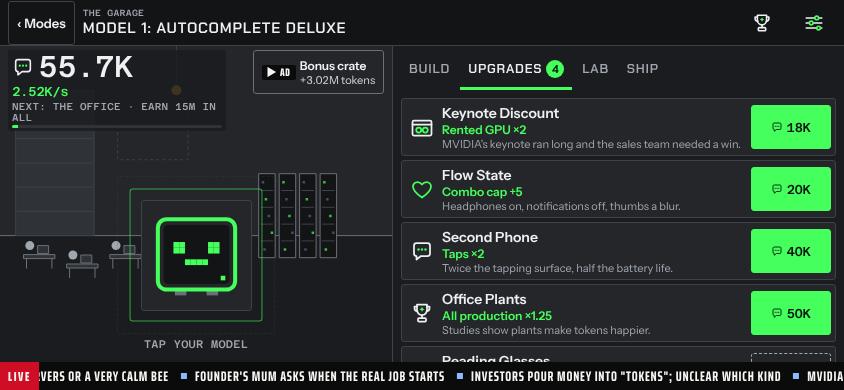 ‹ Modes
THE GARAGE
MODEL 1: AUTOCOMPLETE DELUXE
55.7K
2.52K/s
NEXT: THE OFFICE · EARN 15M IN ALL
AD
Bonus crate
+3.02M tokens
TAP YOUR MODEL
BUILD UPGRADES 4 LAB SHIP
Keynote Discount
Rented GPU ×2
MVIDIA's keynote ran long and the sales team needed a win.
18K
Flow State
Combo cap +5
Headphones on, notifications off, thumbs a blur.
20K
Second Phone
Taps ×2
Twice the tapping surface, half the battery life.
40K
Office Plants
All production ×1.25
Studies show plants make tokens happier.
50K
Reading Glasses
LIVE
VERS OR A VERY CALM BEE ■ FOUNDER'S MUM ASKS WHEN THE REAL JOB STARTS ■ INVESTORS POUR MONEY INTO "TOKENS"; UNCLEAR WHICH KIND ■ MVIDIA